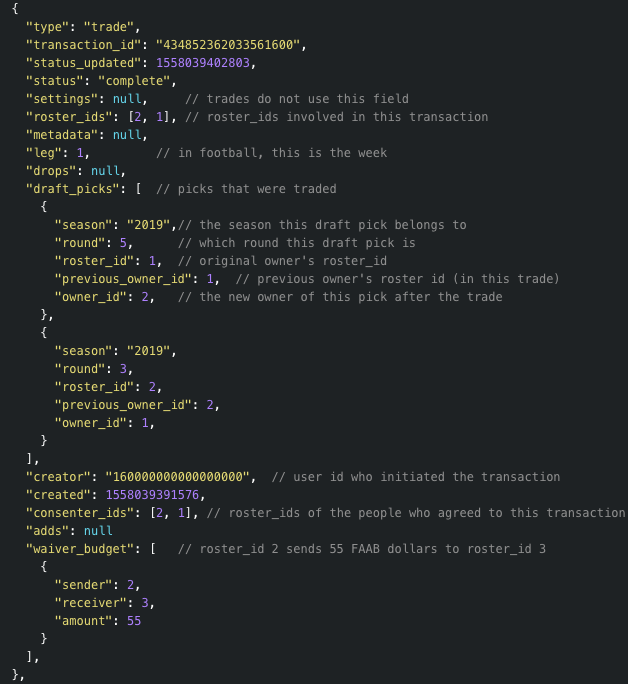 {
  "type": "trade",
  "transaction_id": "434852362033561600",
  "status_updated": 1558039402803,
  "status": "complete",
  "settings": null,     // trades do not use this field
  "roster_ids": [2, 1], // roster_ids involved in this transaction
  "metadata": null,
  "leg": 1,         // in football, this is the week
  "drops": null,
  "draft_picks": [  // picks that were traded
    {
      "season": "2019",// the season this draft pick belongs to
      "round": 5,      // which round this draft pick is
      "roster_id": 1,  // original owner's roster_id
      "previous_owner_id": 1,  // previous owner's roster id (in this trade)
      "owner_id": 2,   // the new owner of this pick after the trade
    },
    {
      "season": "2019",
      "round": 3,
      "roster_id": 2,
      "previous_owner_id": 2,
      "owner_id": 1,
    }
  ],
  "creator": "160000000000000000",  // user id who initiated the transaction
  "created": 1558039391576,
  "consenter_ids": [2, 1], // roster_ids of the people who agreed to this transaction
  "adds": null
  "waiver_budget": [   // roster_id 2 sends 55 FAAB dollars to roster_id 3
    {
      "sender": 2,
      "receiver": 3,
      "amount": 55
    }
  ],
},